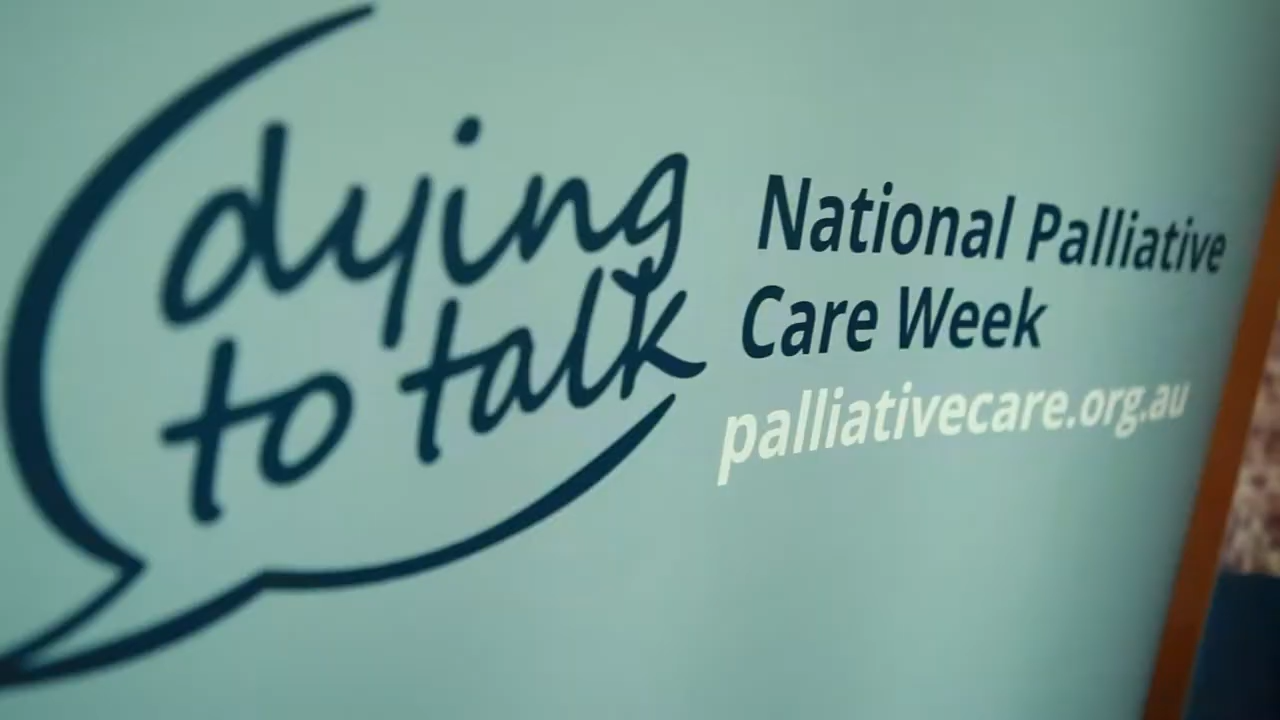 dying
to talk
National Palliative
Care Week
palliativecare.org.au